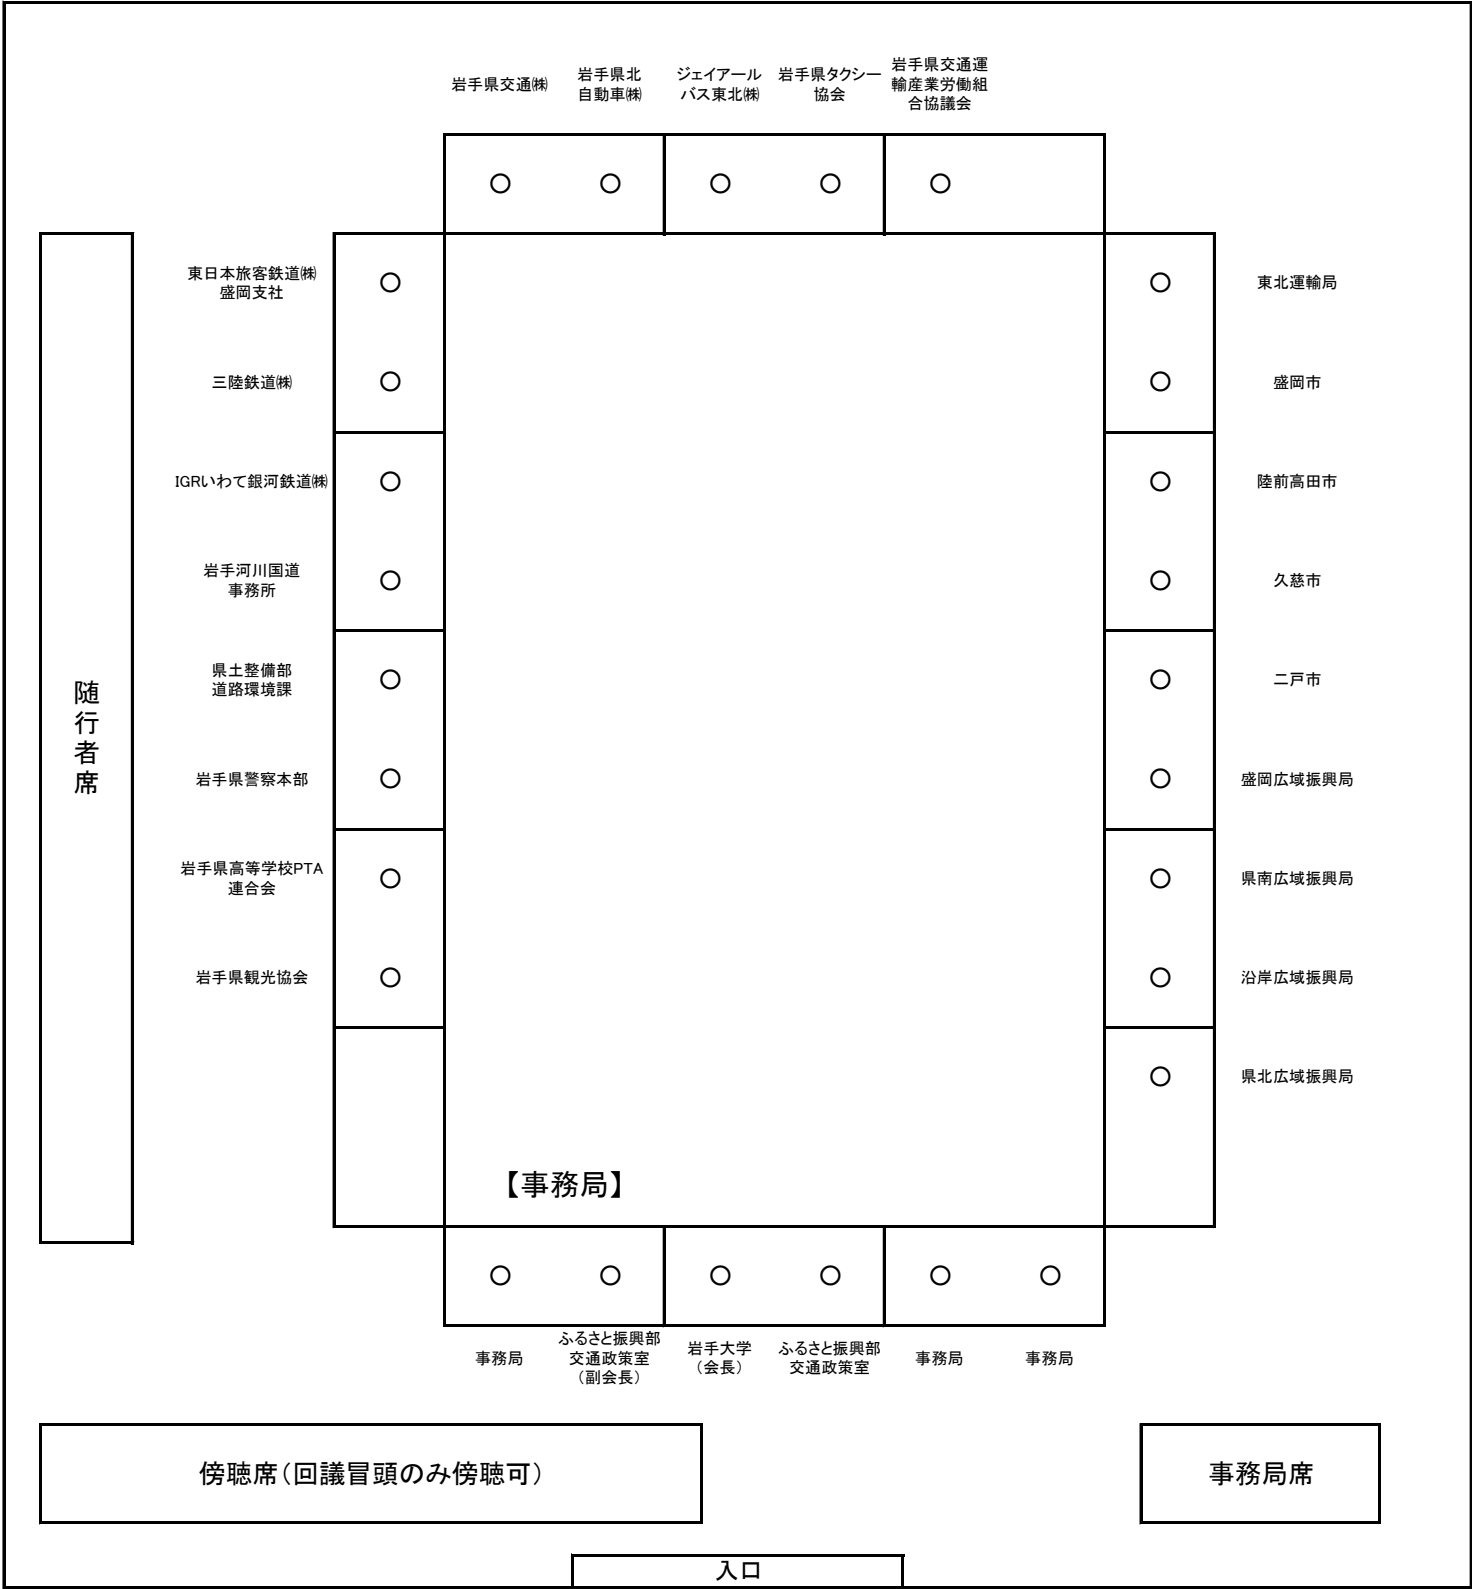 岩手県交通㈱
岩手県北
自動車㈱
ジェイアール
バス東北㈱
岩手県タクシー
協会
岩手県交通運
輸産業労働組
合協議会
東日本旅客鉄道㈱
盛岡支社
三陸鉄道㈱
IGRいわて銀河鉄道㈱
岩手河川国道
事務所
県土整備部
道路環境課
岩手県警察本部
岩手県高等学校PTA
連合会
岩手県観光協会
随行者席
東北運輸局
盛岡市
陸前高田市
久慈市
二戸市
盛岡広域振興局
県南広域振興局
沿岸広域振興局
県北広域振興局
【事務局】
事務局
ふるさと振興部
交通政策室
（副会長）
岩手大学
（会長）
ふるさと振興部
交通政策室
事務局
事務局
傍聴席（回議冒頭のみ傍聴可）
事務局席
入口